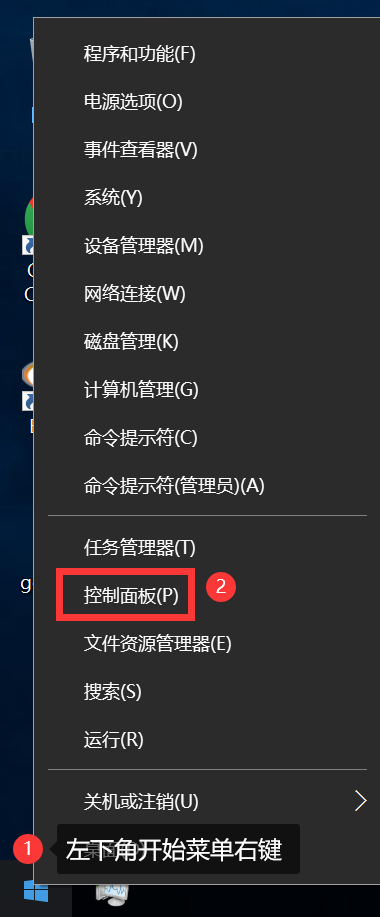 程序和功能(F)
电源选项(O)
事件查看器(V)
系统(Y)
设备管理器(M)
网络连接(W)
磁盘管理(K)
计算机管理(G)
命令提示符(C)
命令提示符(管理员)(A)
任务管理器(T)
控制面板(P)
2
文件资源管理器(E)
搜索(S)
运行(R)
关机或注销(U)
1
左下角开始菜单右键